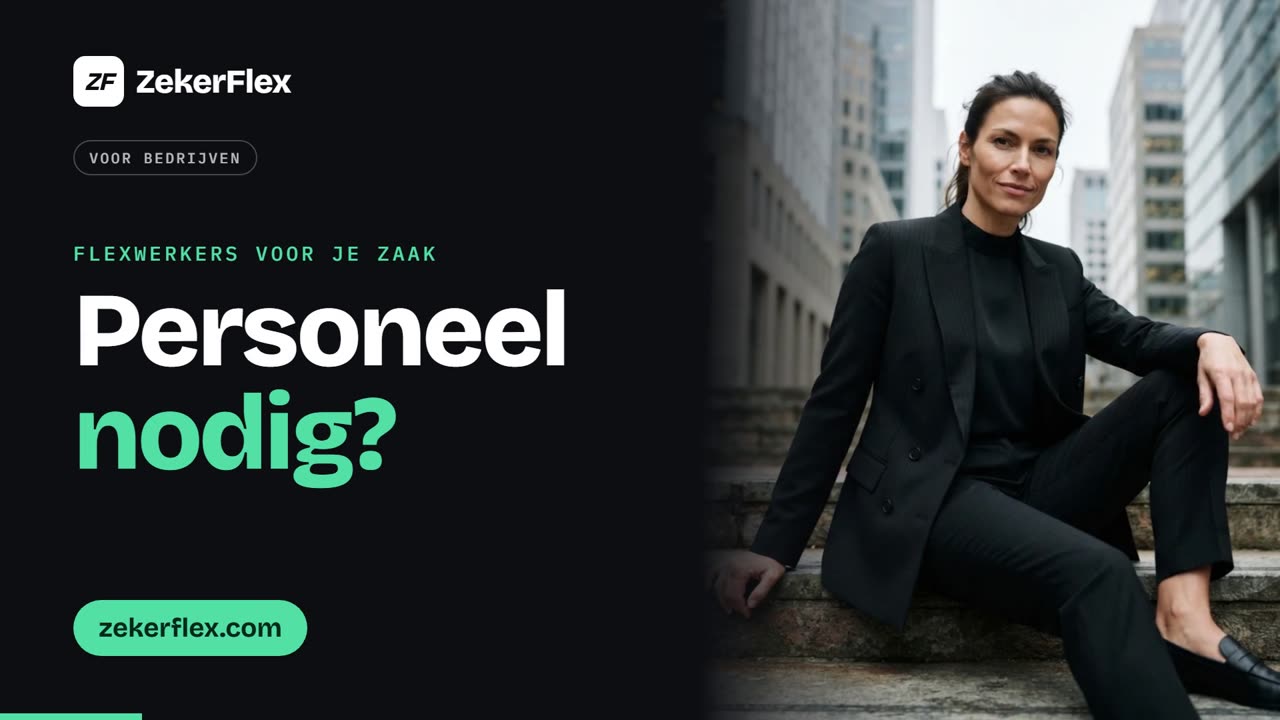 ZF ZekerFlex
VOOR BEDRIJVEN
FLEXWERKERS VOOR JE ZAAK
Personeel
nodig?
zekerflex.com